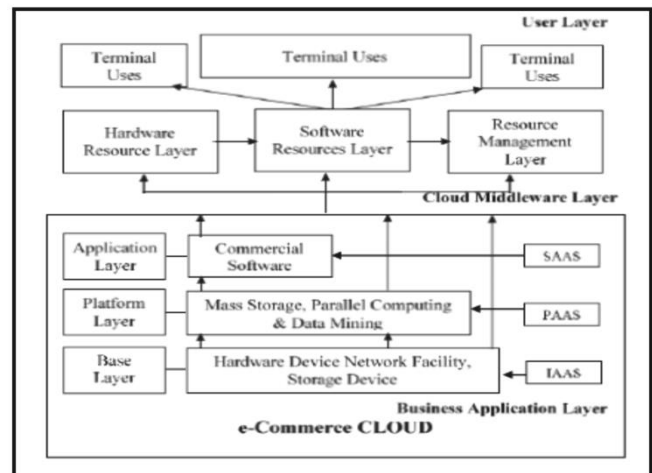 User Layer
Terminal
Uses
Terminal Uses
Terminal
Uses
Hardware
Resource Layer
Software
Resources Layer
Resource
Management
Layer
Cloud Middleware Layer
Application
Layer
Commercial
Software
SAAS
Platform
Layer
Mass Storage, Parallel Computing
& Data Mining
PAAS
Base
Layer
Hardware Device Network Facility,
Storage Device
IAAS
Business Application Layer
e-Commerce CLOUD